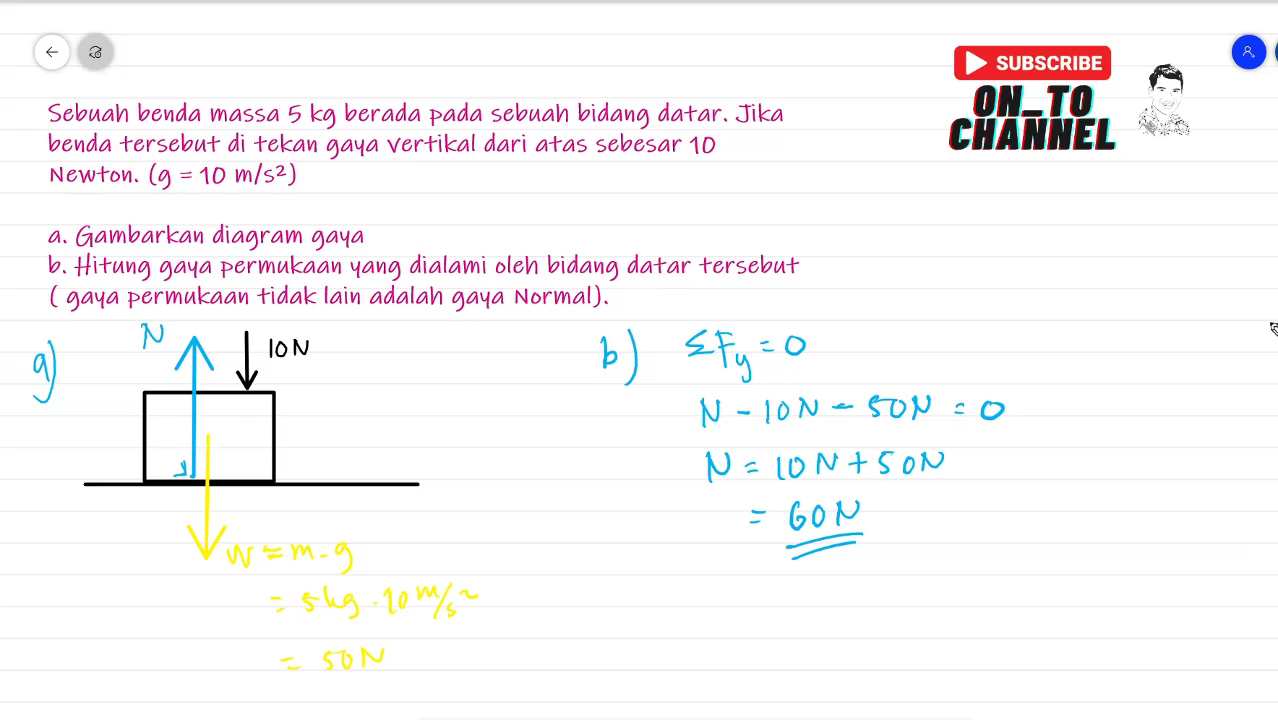 SUBSCRIBE
ON_TO
CHANNEL
Sebuah benda massa 5 kg berada pada sebuah bidang datar. Jika
benda tersebut di tekan gaya vertikal dari atas sebesar 10
Newton. (g = 10 m/s²)
a. Gambarkan diagram gaya
b. Hitung gaya permukaan yang dialami oleh bidang datar tersebut
( gaya permukaan tidak lain adalah gaya Normal).
a)
N
10N
W = m . g
= 5kg . 10 m/s²
= 50N
b) ΣFy = 0
N - 10N - 50N = 0
N = 10N + 50N
= 60N